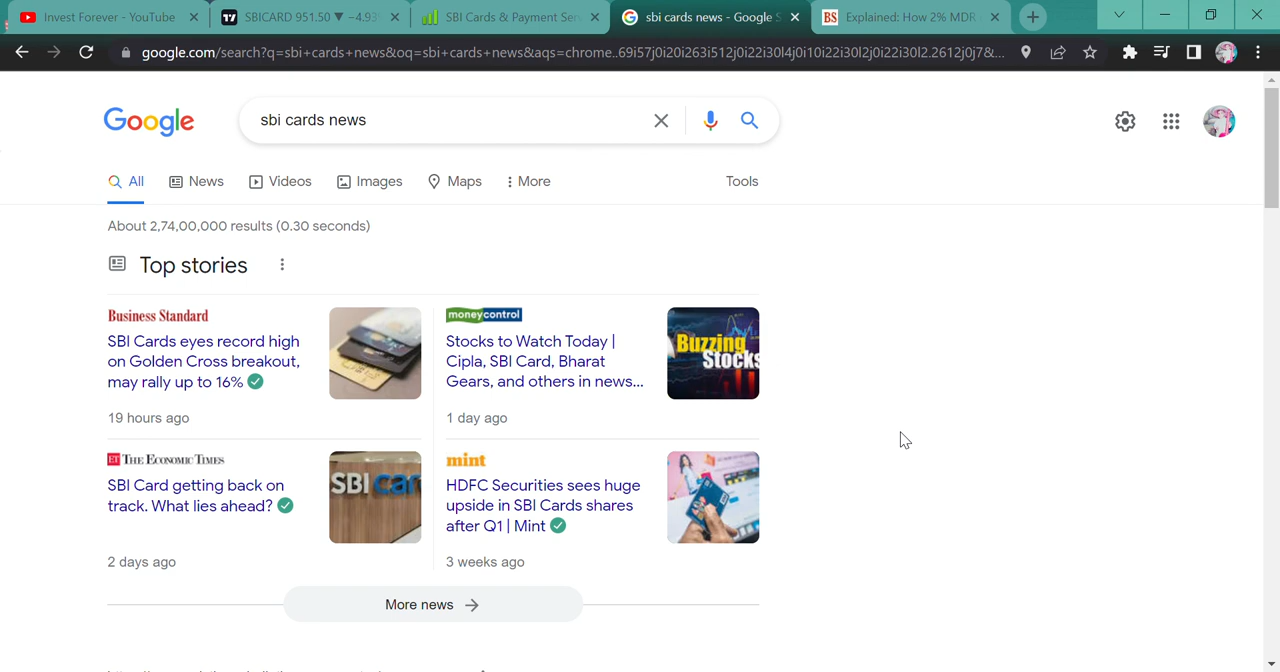 Invest Forever - YouTube
SBICARD 951.50 ▼ −4.93%
SBI Cards & Payment Serv
sbi cards news - Google S
BS Explained: How 2% MDR
google.com/search?q=sbi+cards+news&oq=sbi+cards+news&aqs=chrome..69i57j0i20i263i512j0i22i30l4j0i10i22i30l2j0i22i30l2.2612j0j7&...
Google
sbi cards news
All News Videos Images Maps More Tools
About 2,74,00,000 results (0.30 seconds)
Top stories
Business Standard
SBI Cards eyes record high
on Golden Cross breakout,
may rally up to 16%
19 hours ago
moneycontrol
Stocks to Watch Today |
Cipla, SBI Card, Bharat
Gears, and others in news...
1 day ago
Buzzing
Stocks
ET THE ECONOMIC TIMES
SBI Card getting back on
track. What lies ahead?
2 days ago
SBI car
mint
HDFC Securities sees huge
upside in SBI Cards shares
after Q1 | Mint
3 weeks ago
More news